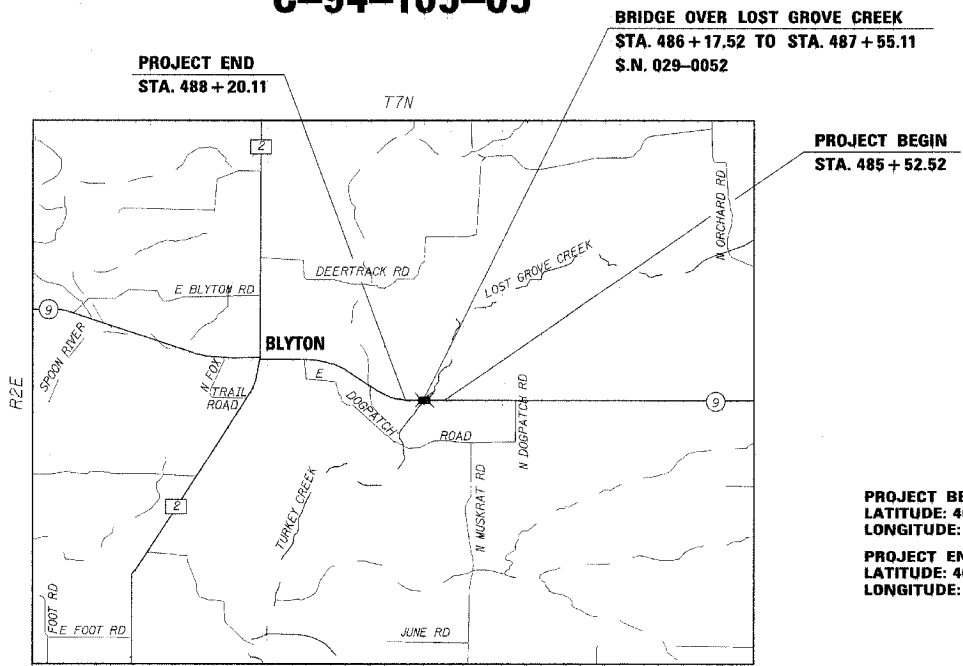 BRIDGE OVER LOST GROVE CREEK
STA. 486+17.52 TO STA. 487+55.11
S.N. 029-0052
PROJECT END
STA. 488+20.11
T7N
PROJECT BEGIN
STA. 485+52.52
2
N ORCHARD RD
DEERTRACK RD
LOST GROVE CREEK
E BLYTON RD
9
SPOON RIVER
BLYTON
N FOX
TRAIL
ROAD
E
DOGPATCH
ROAD
N DOGPATCH RD
9
R2E
TURKEY CREEK
N MUSKRAT RD
2
FOOT RD
E FOOT RD
JUNE RD
LATITUDE:
LONGITUDE:
LATITUDE:
LONGITUDE: